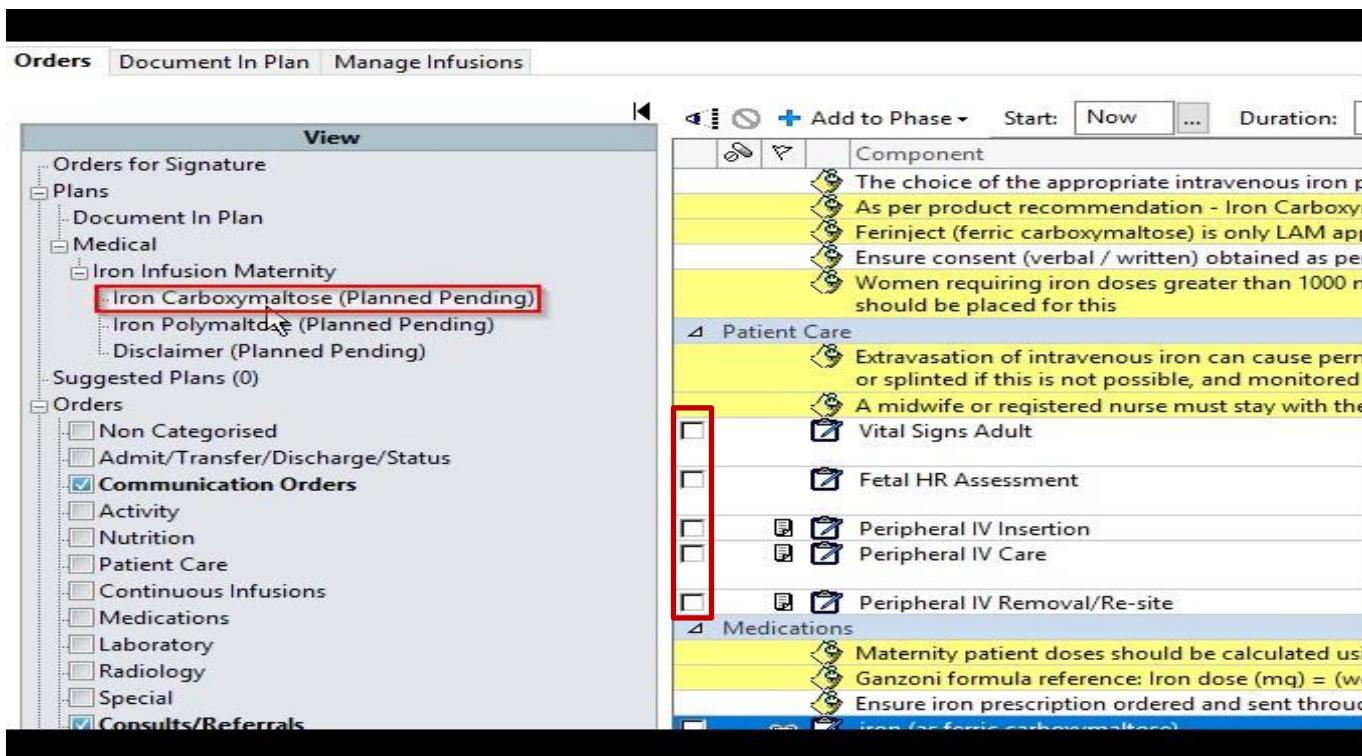 Orders Document In Plan Manage Infusions
View
Orders for Signature
Plans
Document In Plan
Medical
Iron Infusion Maternity
Iron Carboxymaltose (Planned Pending)
Iron Polymaltose (Planned Pending)
Disclaimer (Planned Pending)
Suggested Plans (0)
Orders
Non Categorised
Admit/Transfer/Discharge/Status
Communication Orders
Activity
Nutrition
Patient Care
Continuous Infusions
Medications
Laboratory
Radiology
Special
Consults/Referrals
Add to Phase Start: Now ... Duration:
Component
The choice of the appropriate intravenous iron p
As per product recommendation - Iron Carboxy
Ferinject (ferric carboxymaltose) is only LAM ap
Ensure consent (verbal / written) obtained as pe
Women requiring iron doses greater than 1000
should be placed for this
Patient Care
Extravasation of intravenous iron can cause
or splinted if this is not possible, and monitored
A midwife or registered nurse must stay with the
Vital Signs Adult
Fetal HR Assessment
Peripheral IV Insertion
Peripheral IV Care
Peripheral IV Removal/Re-site
Medications
Maternity patient doses should be calculated
Ganzoni formula reference: Iron dose (mg) = (w
Ensure iron prescription ordered and sent
iron (as ferric carboxymaltose)